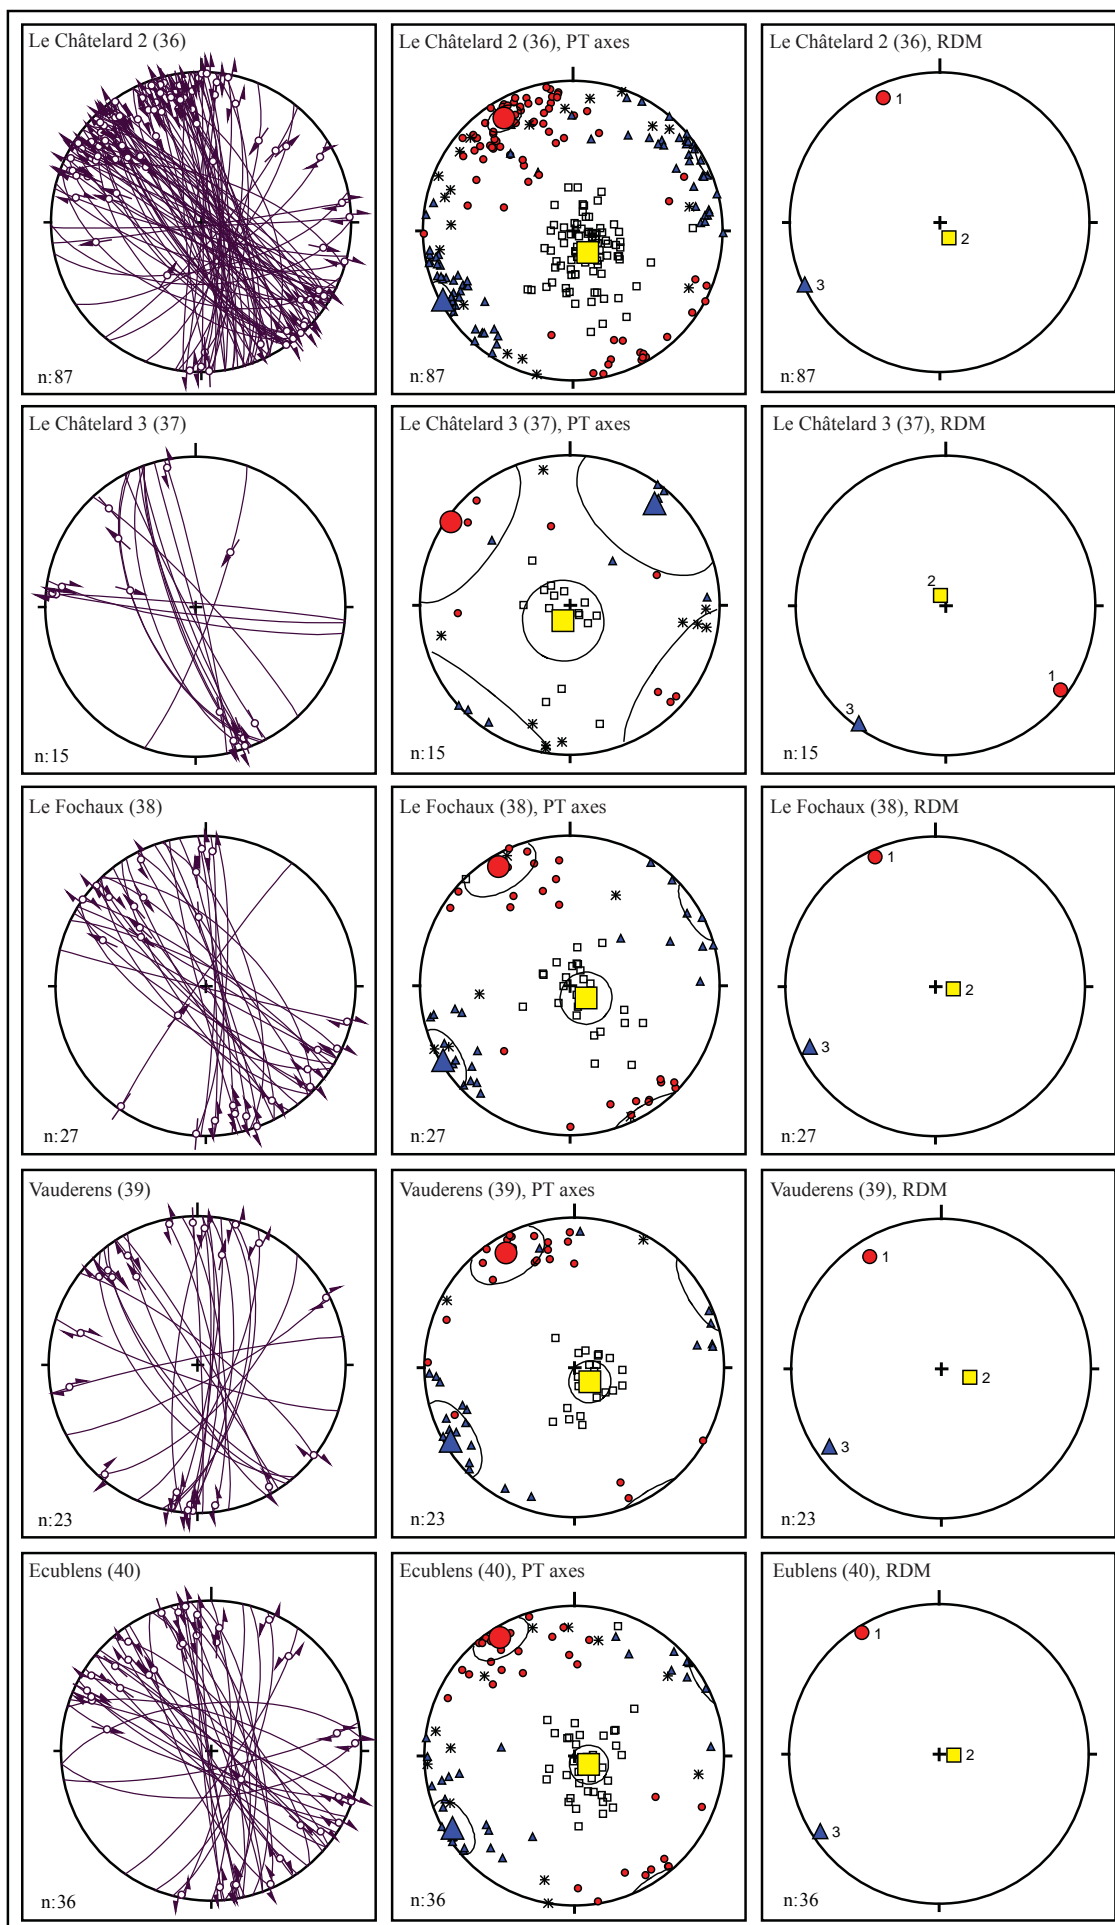 Le Châtelard 2 (36)
n:87
Le Châtelard 2 (36), PT axes
n:87
Le Châtelard 2 (36), RDM
1
2
3
n:87
Le Châtelard 3 (37)
n:15
Le Châtelard 3 (37), PT axes
n:15
Le Châtelard 3 (37), RDM
2
1
3
n:15
Le Fochaux (38)
n:27
Le Fochaux (38), PT axes
n:27
Le Fochaux (38), RDM
1
2
3
n:27
Vauderens (39)
n:23
Vauderens (39), PT axes
n:23
Vauderens (39), RDM
1
2
3
n:23
Ecublens (40)
n:36
Ecublens (40), PT axes
n:36
Eublens (40), RDM
1
2
3
n:36